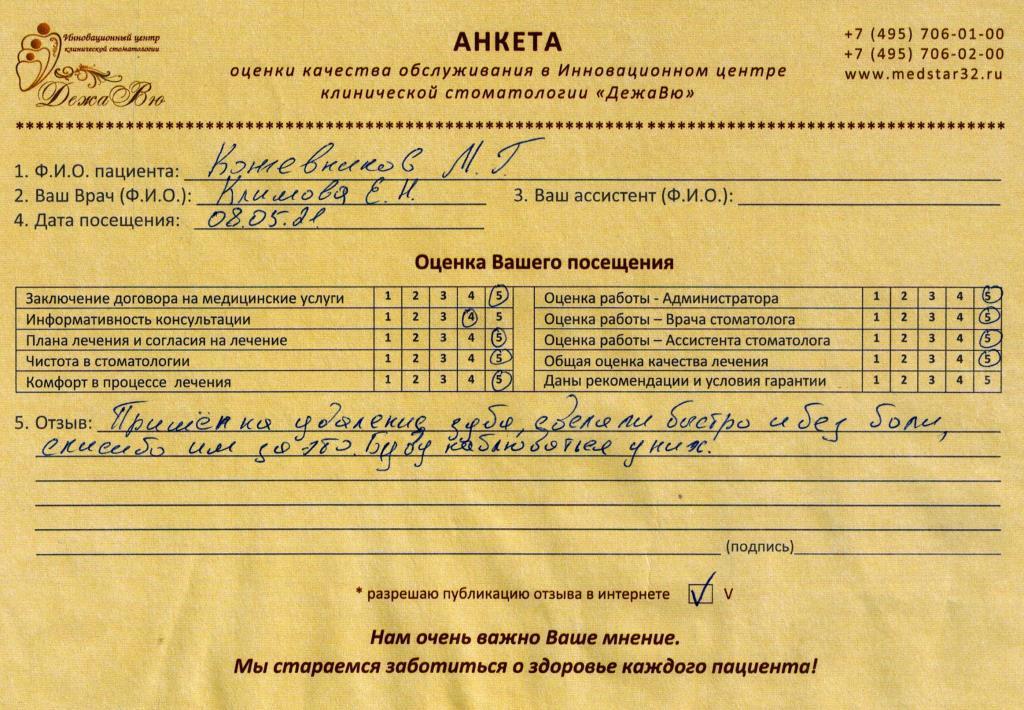 Инновационный центр
клинической стоматологии
ДежаВю
АНКЕТА
оценки качества обслуживания в Инновационном центре
клинической стоматологии «ДежаВю»
+7 (495) 706-01-00
+7 (495) 706-02-00
www.medstar32.ru
1. Ф.И.О. пациента: Кожевников М.Г.
2. Ваш Врач (Ф.И.О.): Климова Е.Н. 3. Ваш ассистент (Ф.И.О.):
4. Дата посещения: 08.05.21
Оценка Вашего посещения
Заключение договора на медицинские услуги 1 2 3 4 5
Информативность консультации 1 2 3 4 5
Плана лечения и согласия на лечение 1 2 3 4 5
Чистота в стоматологии 1 2 3 4 5
Комфорт в процессе лечения 1 2 3 4 5
Оценка работы - Администратора 1 2 3 4 5
Оценка работы – Врача стоматолога 1 2 3 4 5
Оценка работы – Ассистента стоматолога 1 2 3 4 5
Общая оценка качества лечения 1 2 3 4 5
Даны рекомендации и условия гарантии 1 2 3 4 5
5. Отзыв: Пришёл на удаление зуба, сделали быстро и без боли,
спасибо им за это. Буду наблюдаться у них.
(подпись)
* разрешаю публикацию отзыва в интернете V
Нам очень важно Ваше мнение.
Мы стараемся заботиться о здоровье каждого пациента!